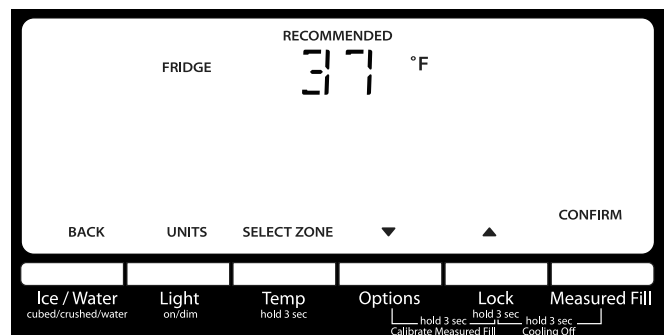 RECOMMENDED
FRIDGE 37 °F
CONFIRM
BACK UNITS SELECT ZONE ▼ ▲
Ice / Water Light Temp Options Lock Measured Fill
cubed/crushed/water on/dim hold 3 sec hold 3 sec
hold 3 sec hold 3 sec
Calibrate Measured Fill Cooling Off